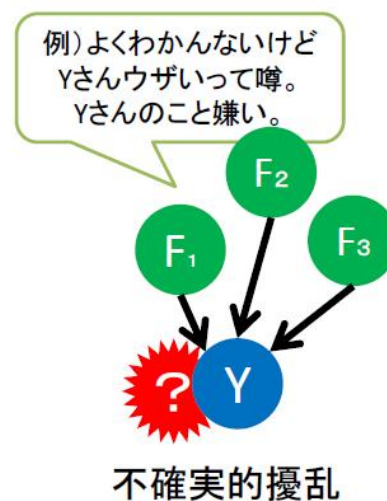 例）よくわかんないけど
Yさんウザいって噂。
Yさんのこと嫌い。
F₂
F₁
F₃
?
Y
不確実的擾乱